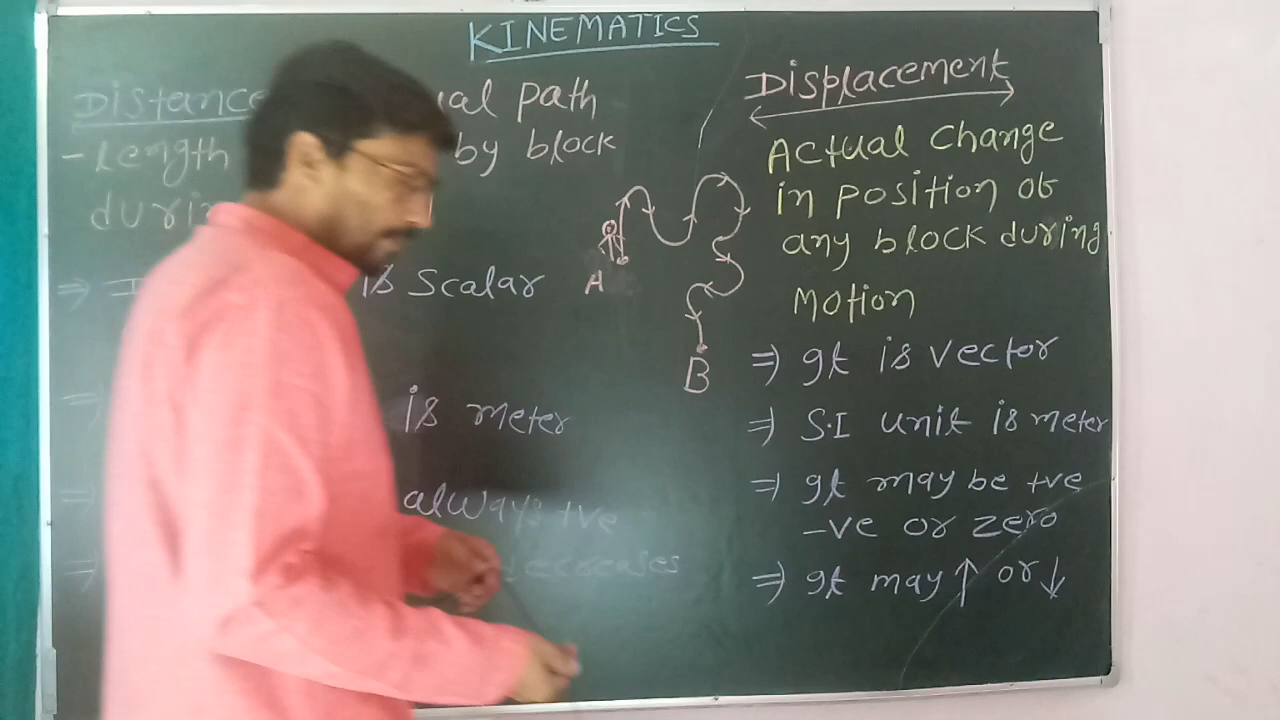 KINEMATICS
Distance
ual path
- Length
by block
is Scalar
is meter
always +ve
decreases
A
B
Displacement
Actual Change
in position of
any block during
Motion
⇒ It is vector
⇒ S.I unit is meter
⇒ It may be +ve
-ve or zero
⇒ It may ↑ or ↓